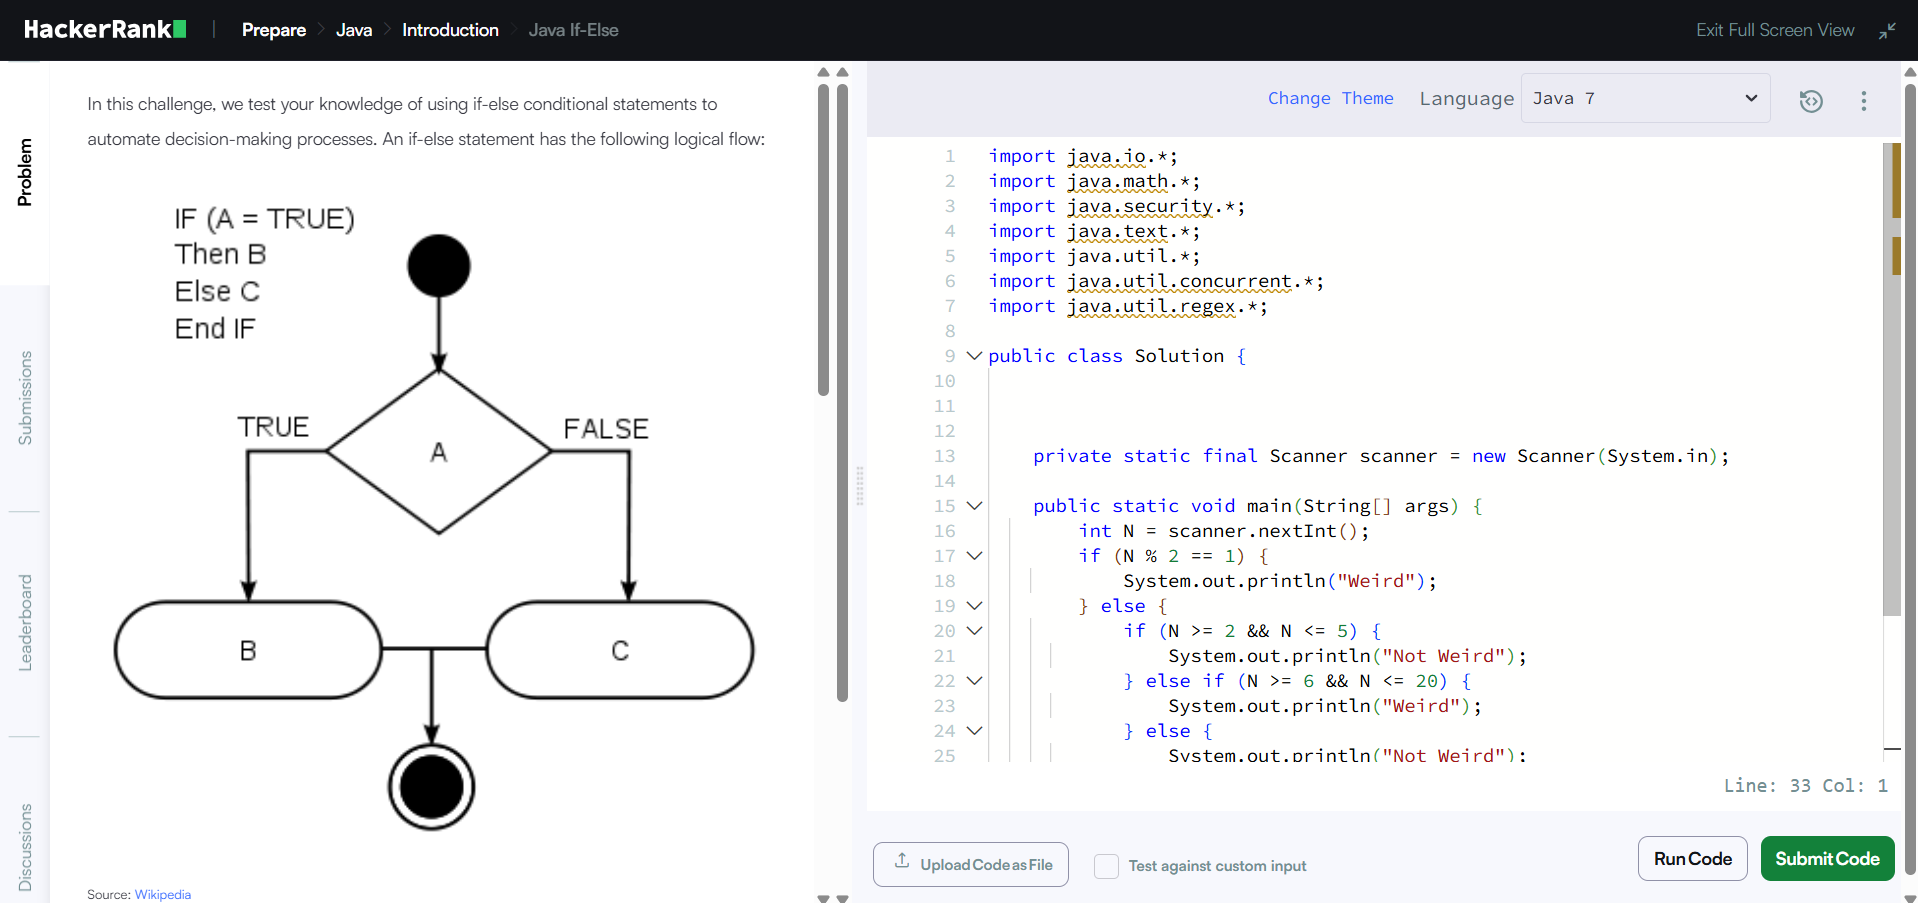 HackerRank
Prepare
Java
Introduction
Java If-Else
Exit Full Screen View
Problem
Submissions
Leaderboard
Discussions
In this challenge, we test your knowledge of using if-else conditional statements to
automate decision-making processes. An if-else statement has the following logical flow:
IF (A = TRUE)
Then B
Else C
End IF
TRUE
FALSE
A
B
C
Source: Wikipedia
Change Theme
Language
Java 7
1 import java.io.*;
2 import java.math.*;
3 import java.security.*;
4 import java.text.*;
5 import java.util.*;
6 import java.util.concurrent.*;
7 import java.util.regex.*;
8
9 public class Solution {
10
11
12
13 private static final Scanner scanner = new Scanner(System.in);
14
15 public static void main(String[] args) {
16 int N = scanner.nextInt();
17 if (N % 2 == 1) {
18 System.out.println("Weird");
19 } else {
20 if (N >= 2 && N <= 5) {
21 System.out.println("Not Weird");
22 } else if (N >= 6 && N <= 20) {
23 System.out.println("Weird");
24 } else {
25 System.out.println("Not Weird");
Line: 33 Col: 1
Upload Code as File
Test against custom input
Run Code
Submit Code